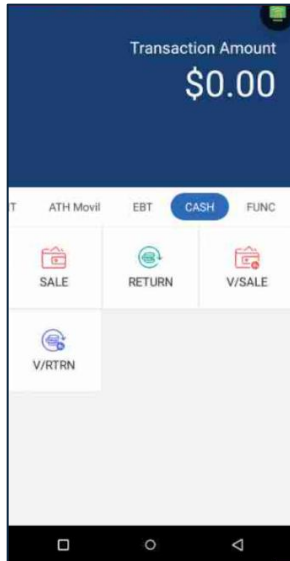 Transaction Amount
$0.00
T ATH Movil EBT CASH FUNC
SALE RETURN V/SALE
V/RTRN